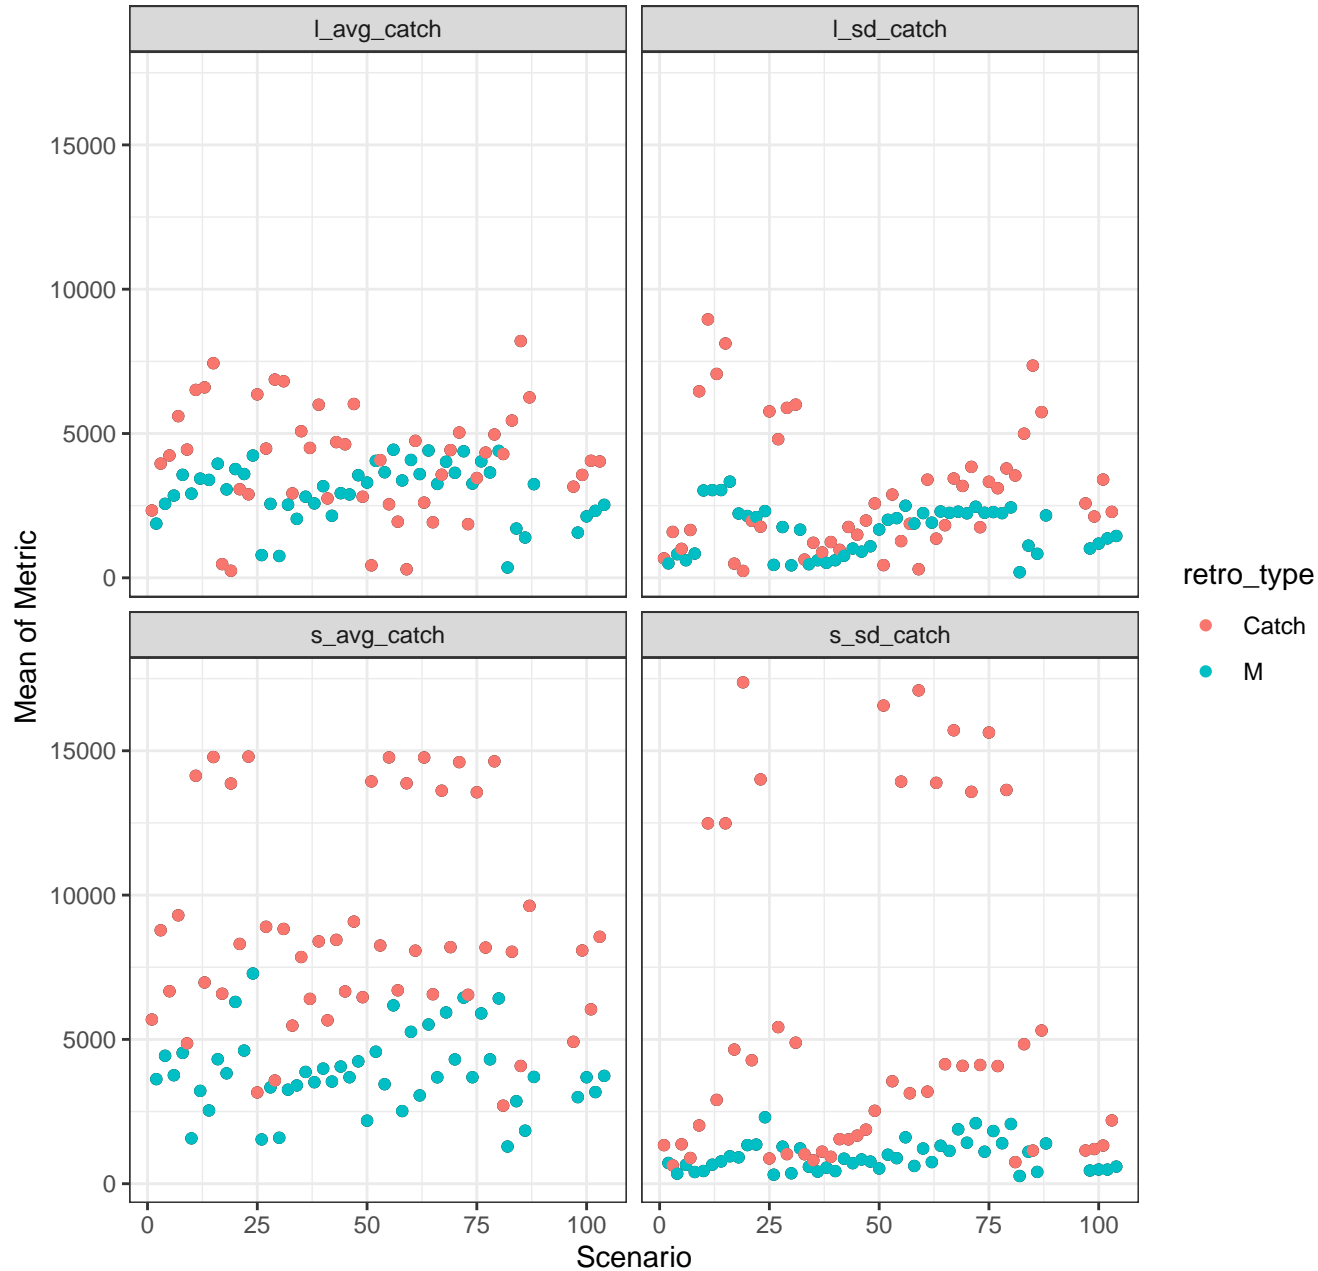 l_avg_catch
l_sd_catch
15000
10000
5000
0
s_avg_catch
s_sd_catch
15000
10000
5000
0
0
25
50
75
100
0
25
50
75
100
Scenario
Mean of Metric
retro_type
Catch
M